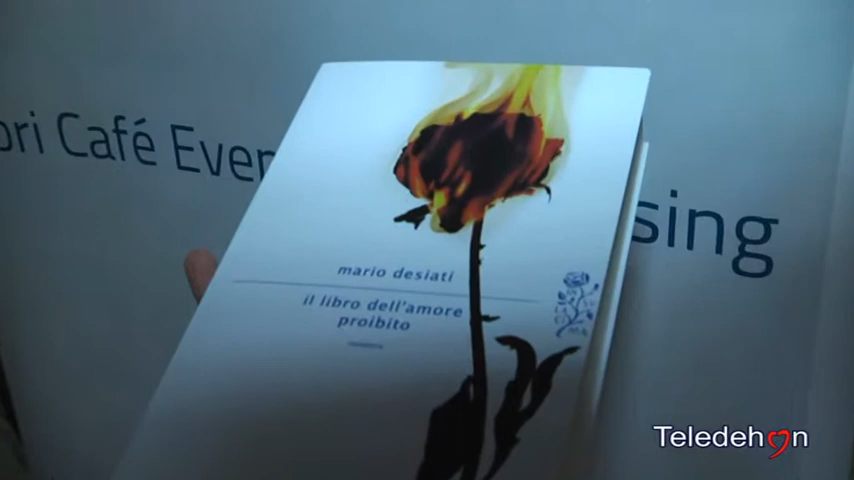 ori Café Even
sing
mario desiati
il libro dell'amore
proibito
Teledehon